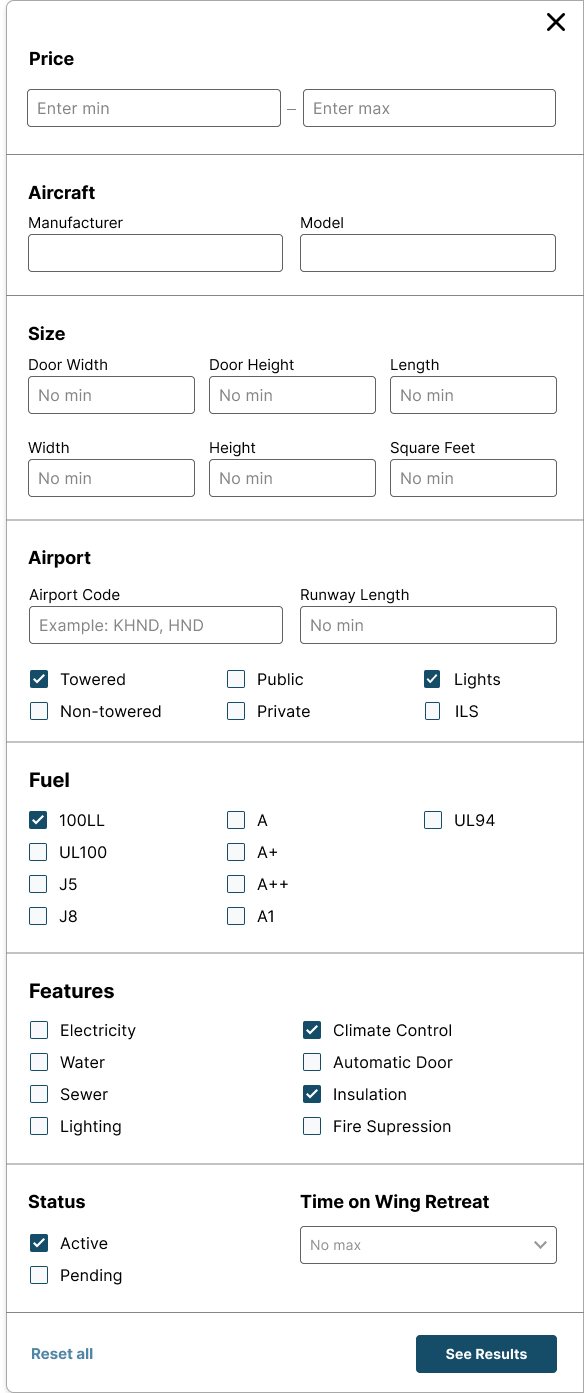 Price
Enter min – Enter max
Aircraft
Manufacturer Model
Size
Door Width Door Height Length
No min No min No min
Width Height Square Feet
No min No min No min
Airport
Airport Code Runway Length
Example: KHND, HND No min
Towered Public Lights
Non-towered Private ILS
Fuel
100LL A UL94
UL100 A+
J5 A++
J8 A1
Features
Electricity Climate Control
Water Automatic Door
Sewer Insulation
Lighting Fire Supression
Status Time on Wing Retreat
Active No max
Pending
Reset all See Results